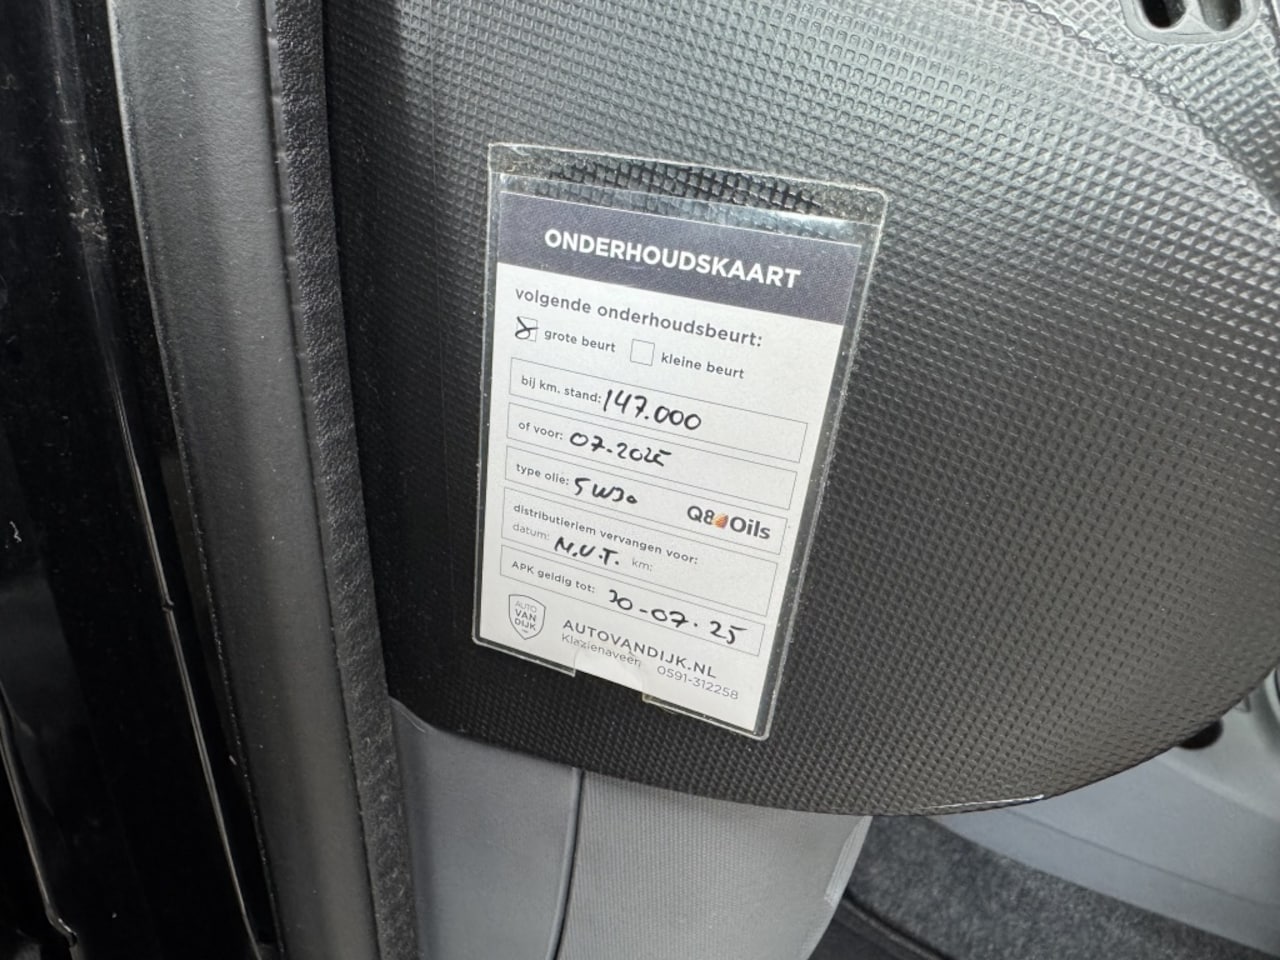 ONDERHOUDSKAART
volgende onderhoudsbeurt:
grote beurt kleine beurt
bij km. stand: 147.000
of voor: 07.2025
type olie: 5W30 Q8 Oils
distributieriem vervangen voor:
datum: N.V.T. km:
APK geldig tot: 30-07.25
AUTO
VAN
DIJK
AUTOVANDIJK.NL
Klazienaveen 0591-312258